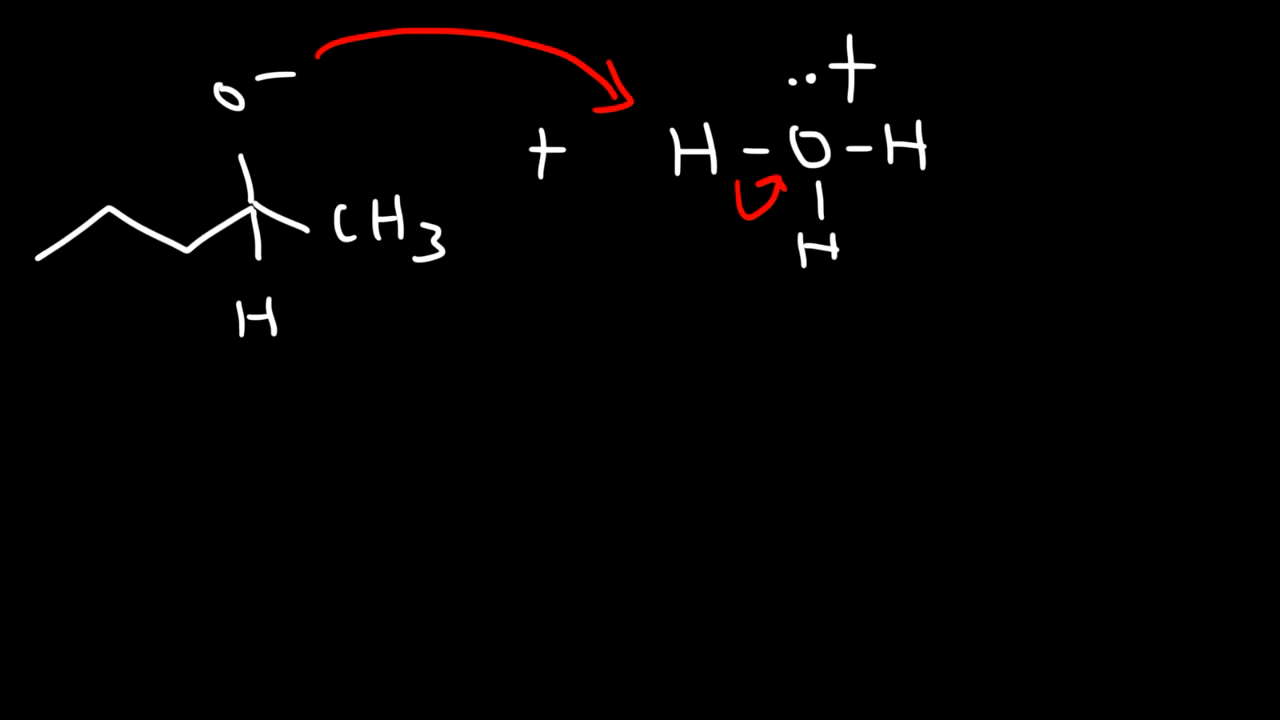 O⁻
CH₃
H
+
H-O-H
··+
H